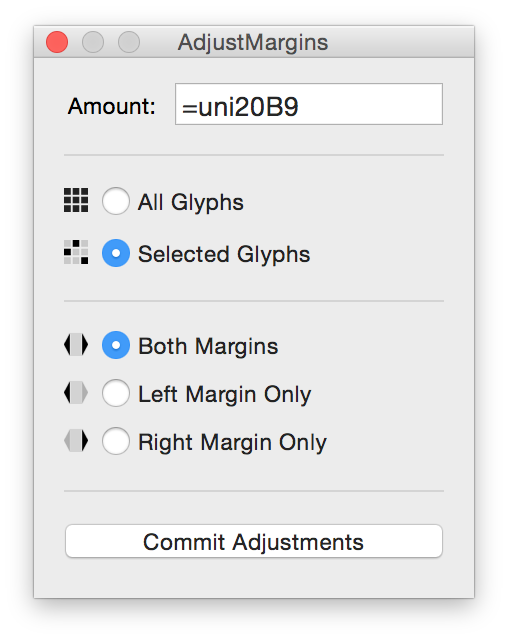 AdjustMargins
Amount: =uni20B9
All Glyphs
Selected Glyphs
Both Margins
Left Margin Only
Right Margin Only
Commit Adjustments